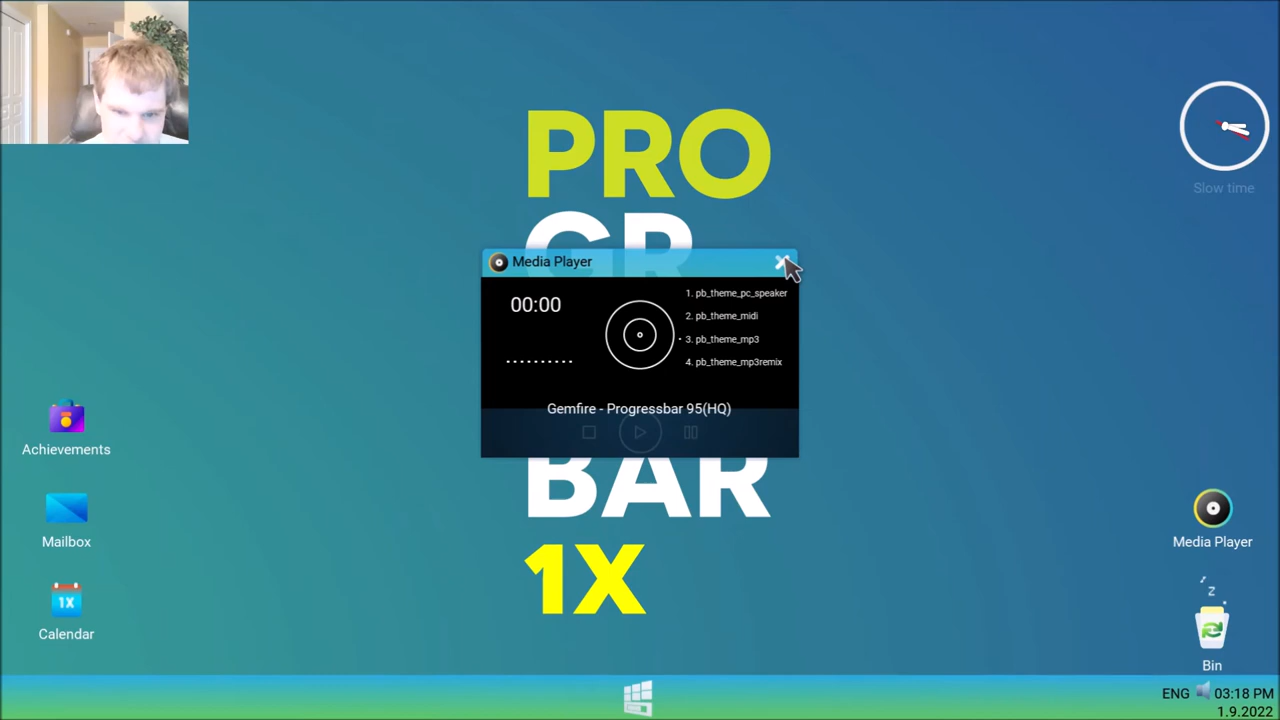 PRO
GR
BAR
1X
Slow time
Media Player
00:00
1. pb_theme_pc_speaker
2. pb_theme_midi
3. pb_theme_mp3
4. pb_theme_mp3remix
Gemfire - Progressbar 95(HQ)
Achievements
Mailbox
1X
Calendar
Media Player
z
Bin
ENG 03:18 PM
1.9.2022